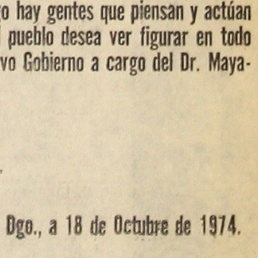 o hay gentes que piensan y actúan
pueblo desea ver figurar en todo
vo Gobierno a cargo del Dr. Maya-
Dgo., a 18 de Octubre de 1974.